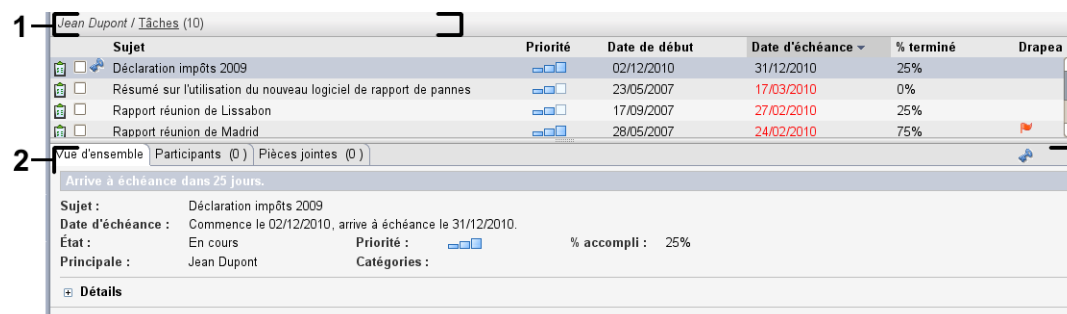 1
Jean Dupont / Tâches (10)
Sujet Priorité Date de début Date d'échéance % terminé Drapea
Déclaration impôts 2009 02/12/2010 31/12/2010 25%
Résumé sur l'utilisation du nouveau logiciel de rapport de pannes 23/05/2007 17/03/2010 0%
Rapport réunion de Lissabon 17/09/2007 27/02/2010 25%
Rapport réunion de Madrid 28/05/2007 24/02/2010 75%
2
Vue d'ensemble Participants (0) Pièces jointes (0)
Arrive à échéance dans 25 jours.
Sujet : Déclaration impôts 2009
Date d'échéance : Commence le 02/12/2010, arrive à échéance le 31/12/2010.
État : En cours Priorité : % accompli : 25%
Principale : Jean Dupont Catégories :
Détails